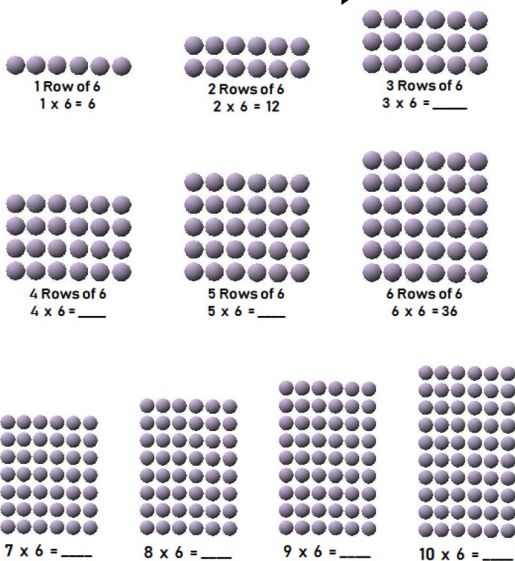 1 Row of 6
1 x 6 = 6
2 Rows of 6
2 x 6 = 12
3 Rows of 6
3 x 6 = _____
4 Rows of 6
4 x 6 = ____
5 Rows of 6
5 x 6 = ____
6 Rows of 6
6 x 6 = 36
7 x 6 = ____
8 x 6 = ____
9 x 6 = ____
10 x 6 = ____